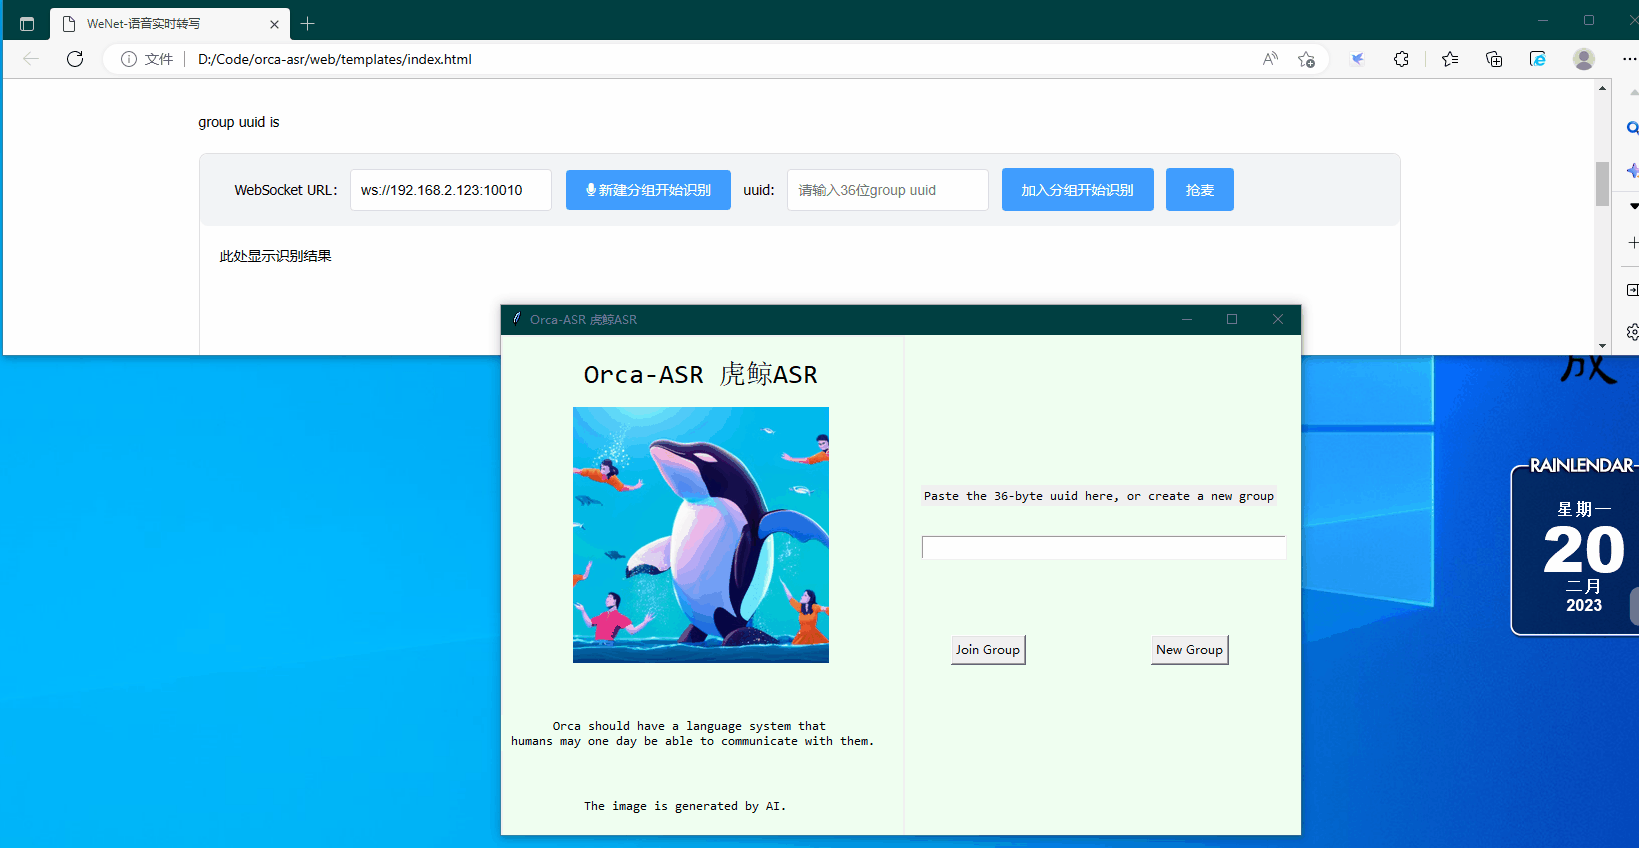 WeNet-语音实时转写
文件
D:/Code/orca-asr/web/templates/index.html
group uuid is
WebSocket URL: ws://192.168.2.123:10010 新建分组开始识别 uuid: 请输入36位group uuid 加入分组开始识别 抢麦
此处显示识别结果
Orca-ASR 虎鲸ASR
Orca-ASR 虎鲸ASR
Paste the 36-byte uuid here, or create a new group
Join Group New Group
Orca should have a language system that
humans may one day be able to communicate with them.
The image is generated by AI.
成
RAINLENDAR
星期一
20
二月
2023